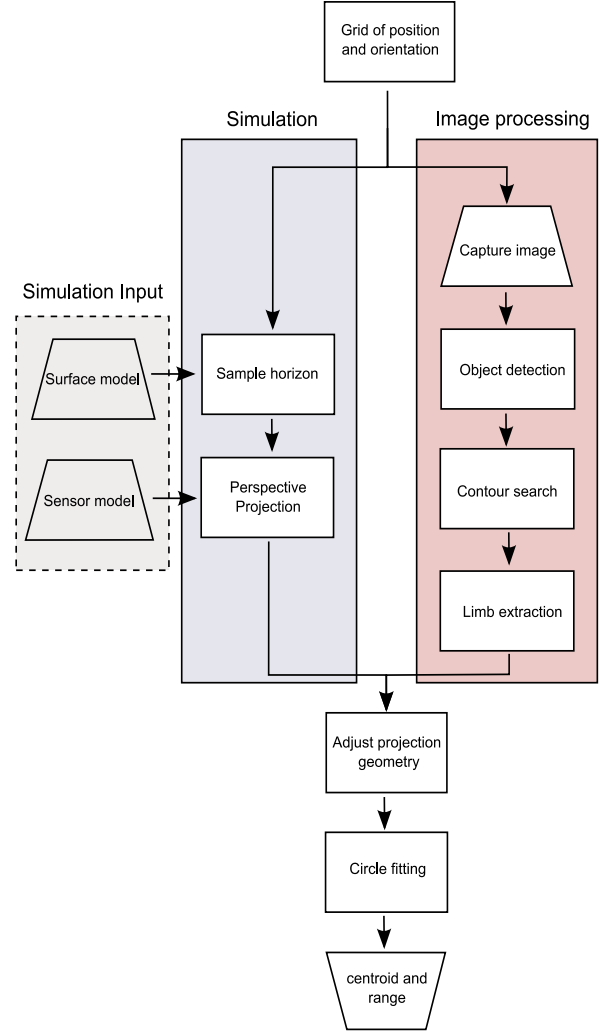 Grid of position
and orientation
Simulation
Image processing
Capture image
Simulation Input
Surface model
Sample horizon
Object detection
Sensor model
Perspective
Projection
Contour search
Limb extraction
Adjust projection
geometry
Circle fitting
centroid and
range